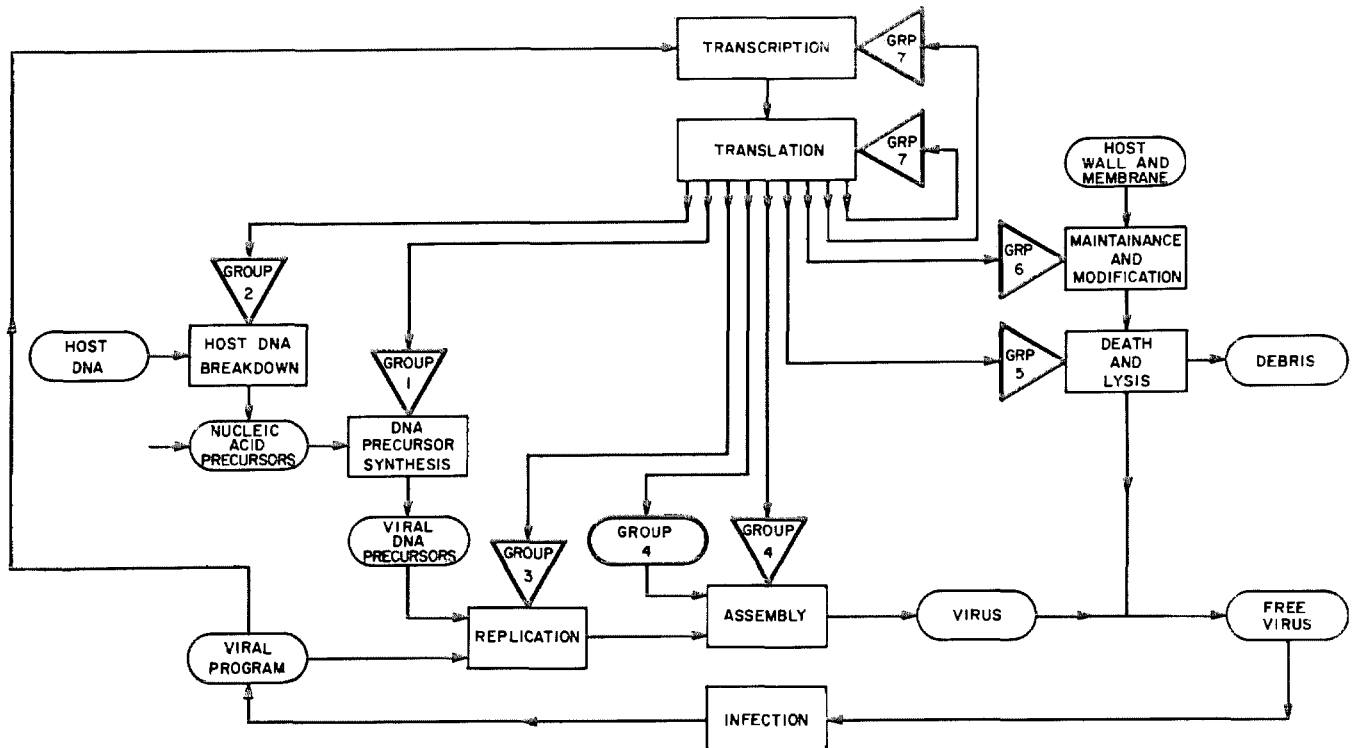 TRANSCRIPTION
GRP
7
TRANSLATION
GRP
7
HOST
WALL AND
MEMBRANE
GROUP
2
GRP
6
MAINTAINANCE
AND
MODIFICATION
HOST
DNA
HOST DNA
BREAKDOWN
GROUP
1
GRP
5
DEATH
AND
LYSIS
DEBRIS
NUCLEIC
ACID
PRECURSORS
DNA
PRECURSOR
SYNTHESIS
VIRAL
DNA
PRECURSORS
GROUP
3
GROUP
4
GROUP
4
VIRAL
PROGRAM
REPLICATION
ASSEMBLY
VIRUS
FREE
VIRUS
INFECTION